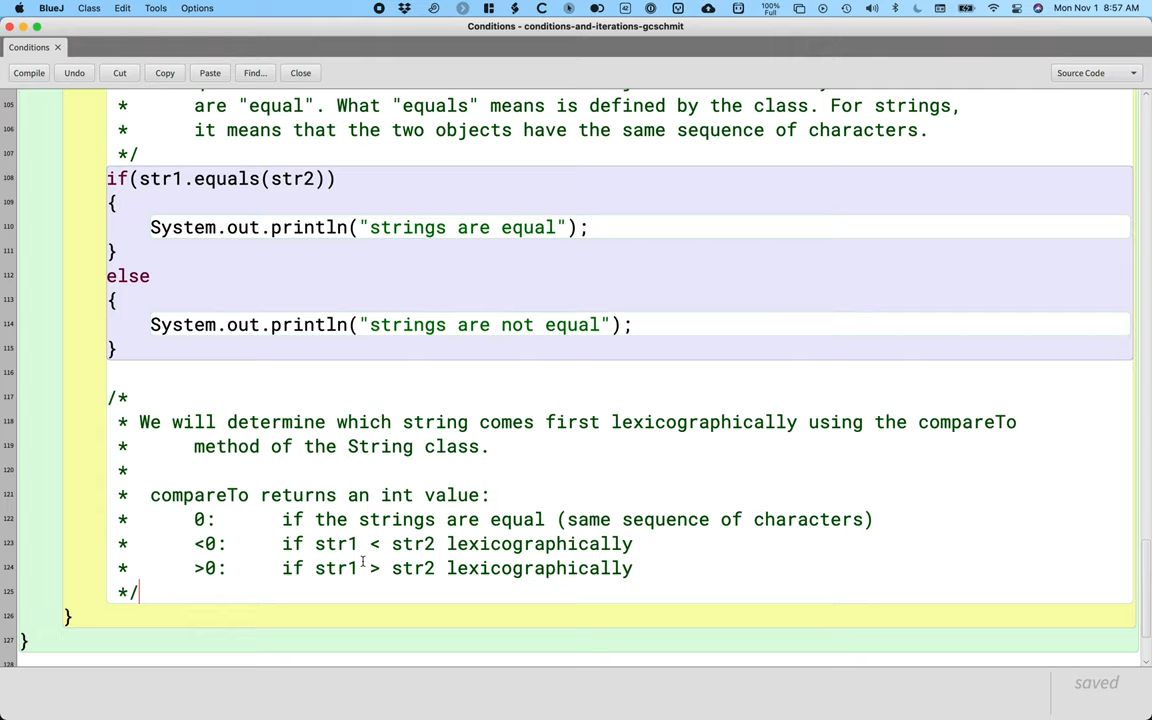 BlueJ Class Edit Tools Options 100% Full Mon Nov 1 8:57 AM
Conditions - conditions-and-iterations-gcschmit
Conditions ×
Compile Undo Cut Copy Paste Find... Close Source Code
105 * are "equal". What "equals" means is defined by the class. For strings,
106 * it means that the two objects have the same sequence of characters.
107 */
108 if(str1.equals(str2))
109 {
110 System.out.println("strings are equal");
111 }
112 else
113 {
114 System.out.println("strings are not equal");
115 }
116
117 /*
118 * We will determine which string comes first lexicographically using the compareTo
119 * method of the String class.
120 *
121 * compareTo returns an int value:
122 * 0: if the strings are equal (same sequence of characters)
123 * <0: if str1 < str2 lexicographically
124 * >0: if str1 > str2 lexicographically
125 */
126 }
127 }
128
saved